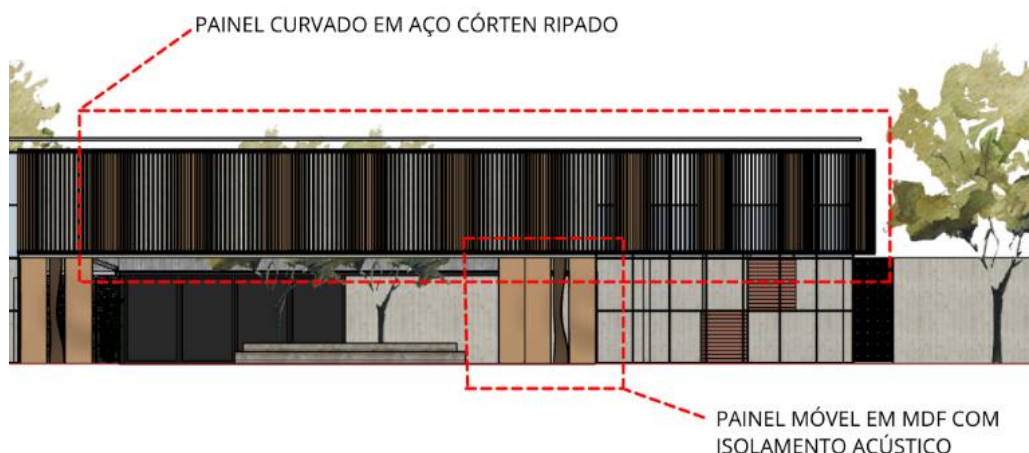 PAINEL CURVADO EM AÇO CÓRTEN RIPADO
PAINEL MÓVEL EM MDF COM
ISOLAMENTO ACÚSTICO